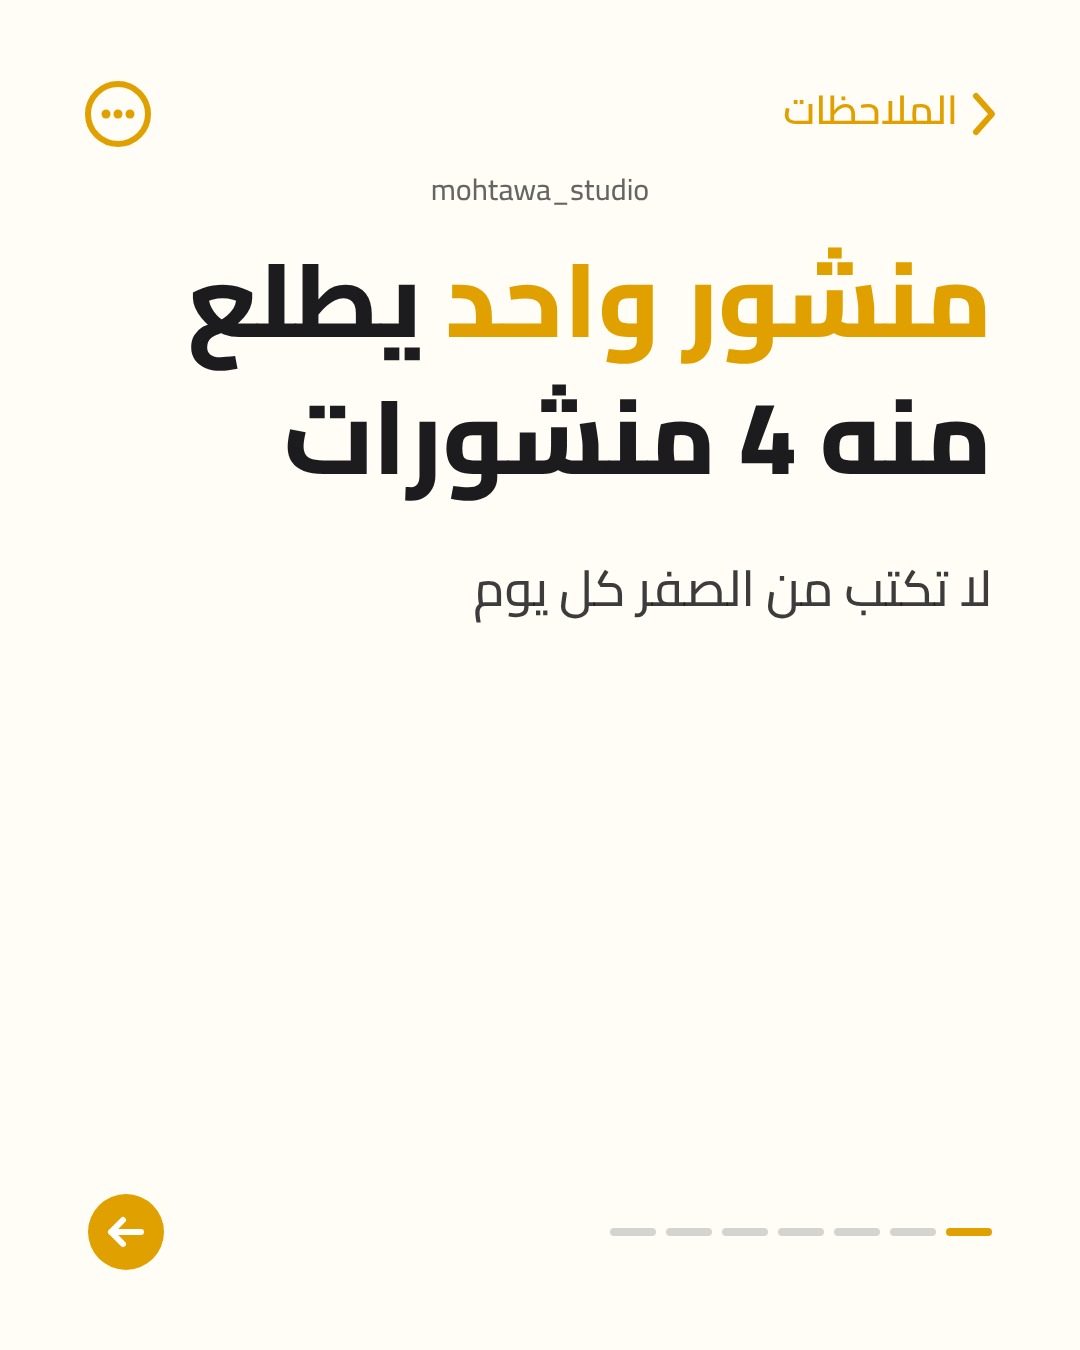 الملاحظات
mohtawa_studio
منشور واحد يطلع
منه 4 منشورات
لا تكتب من الصفر كل يوم